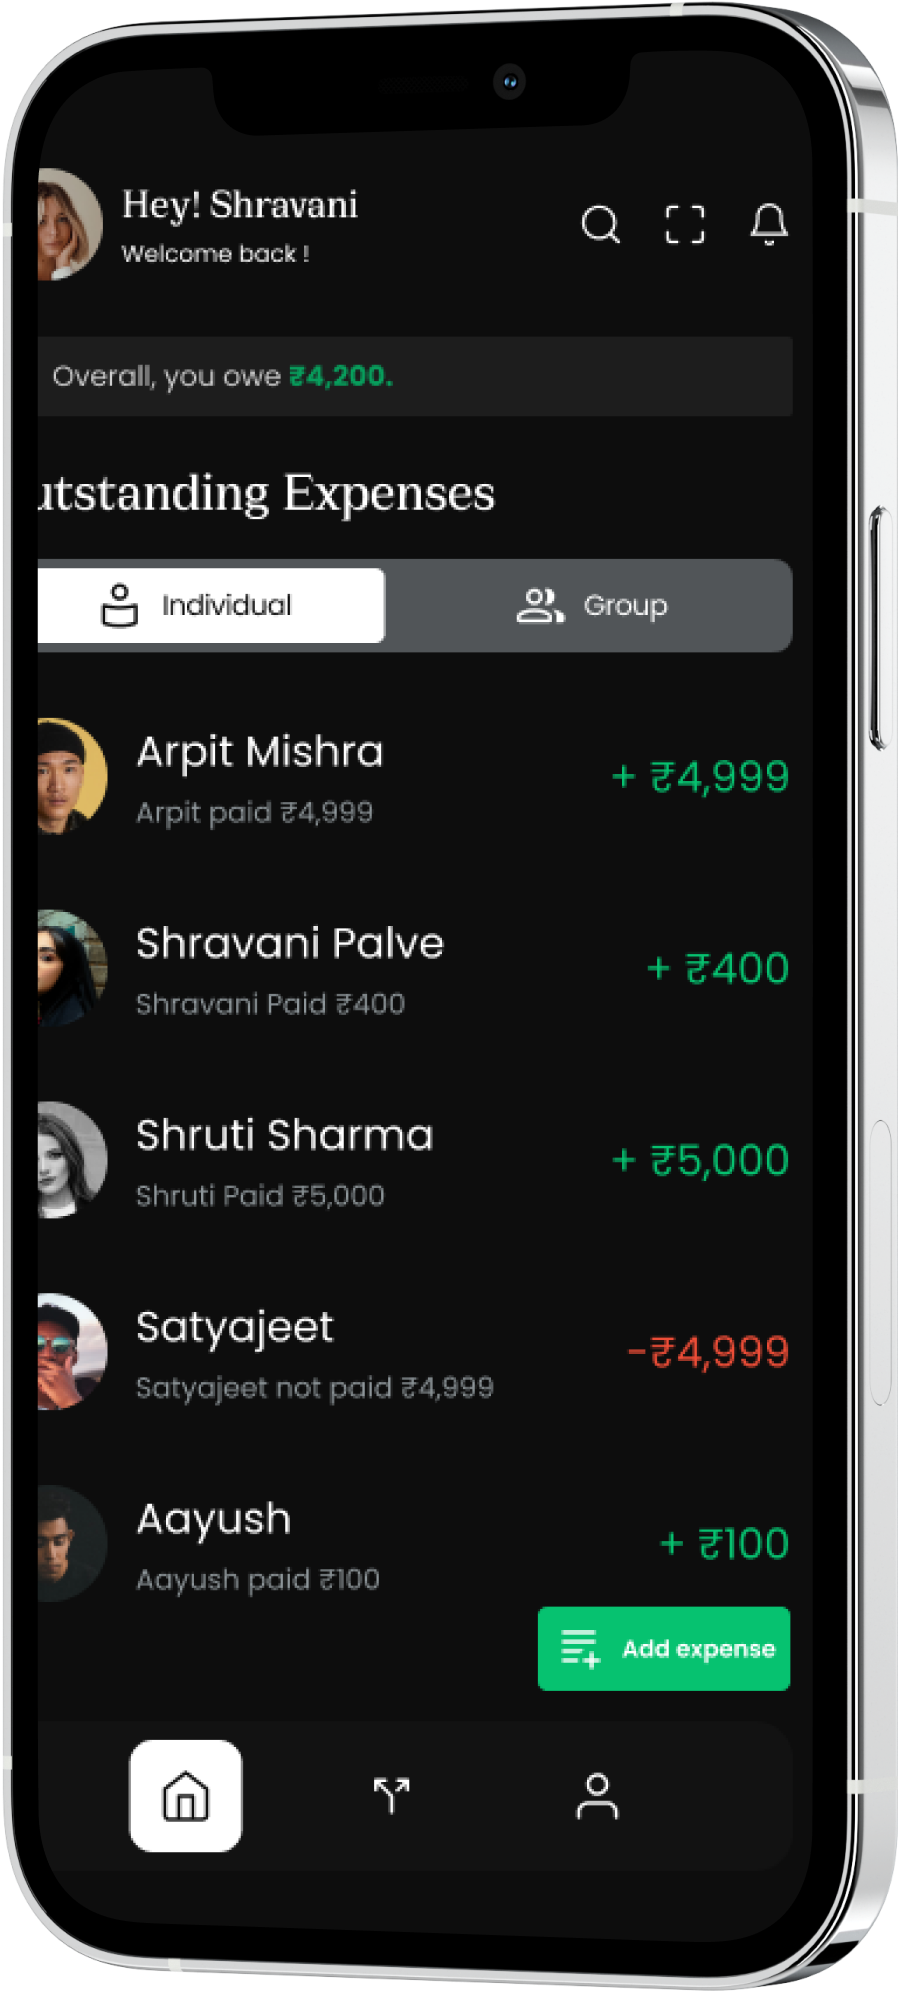 Hey! Shravani
Welcome back !
Overall, you owe ₹4,200.
utstanding Expenses
Individual
Group
Arpit Mishra
+ ₹4,999
Arpit paid ₹4,999
Shravani Palve
+ ₹400
Shravani Paid ₹400
Shruti Sharma
+ ₹5,000
Shruti Paid ₹5,000
Satyajeet
-₹4,999
Satyajeet not paid ₹4,999
Aayush
+ ₹100
Aayush paid ₹100
Add expense